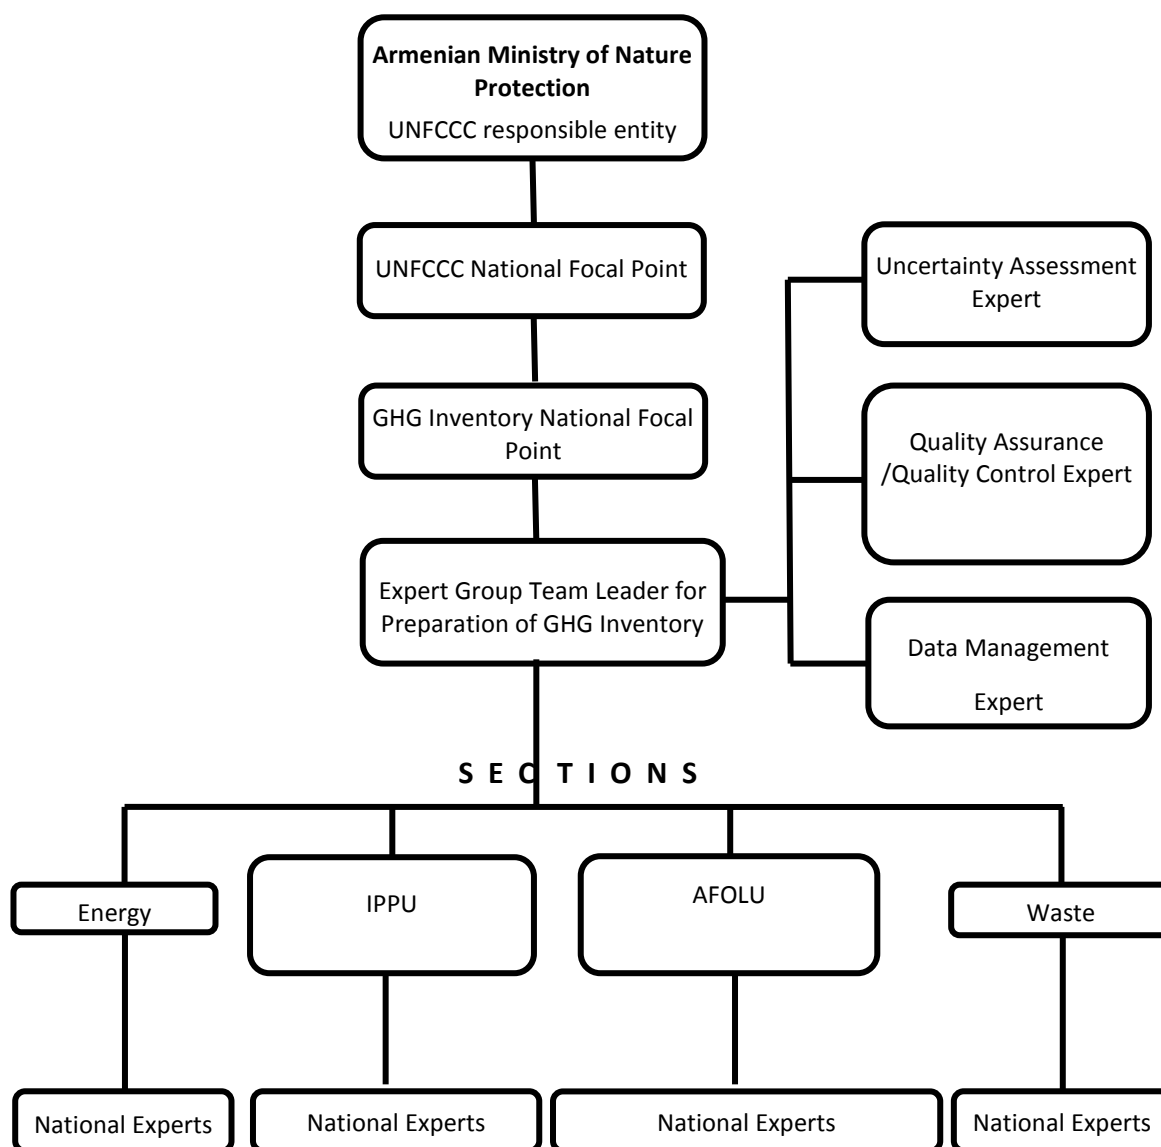 Armenian Ministry of Nature
Protection
UNFCCC responsible entity
UNFCCC National Focal Point
GHG Inventory National Focal
Point
Expert Group Team Leader for
Preparation of GHG Inventory
Uncertainty Assessment
Expert
Quality Assurance
/Quality Control Expert
Data Management
Expert
S E C T I O N S
Energy
IPPU
AFOLU
Waste
National Experts
National Experts
National Experts
National Experts